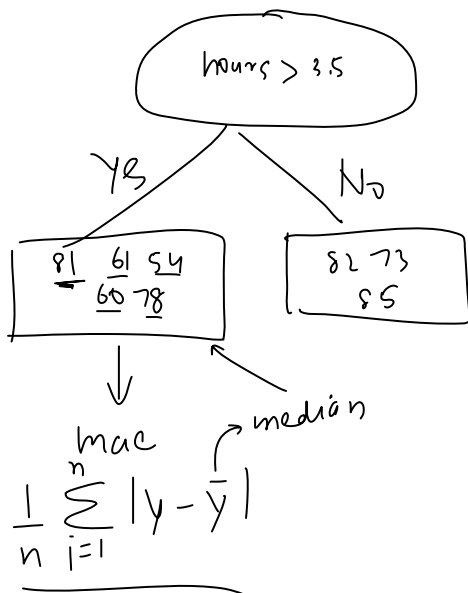 hours > 3.5
Yes
No
81 61 54
60 78
82 73
85
median
mae
1/n Σ_{i=1}^{n} |y - ȳ|